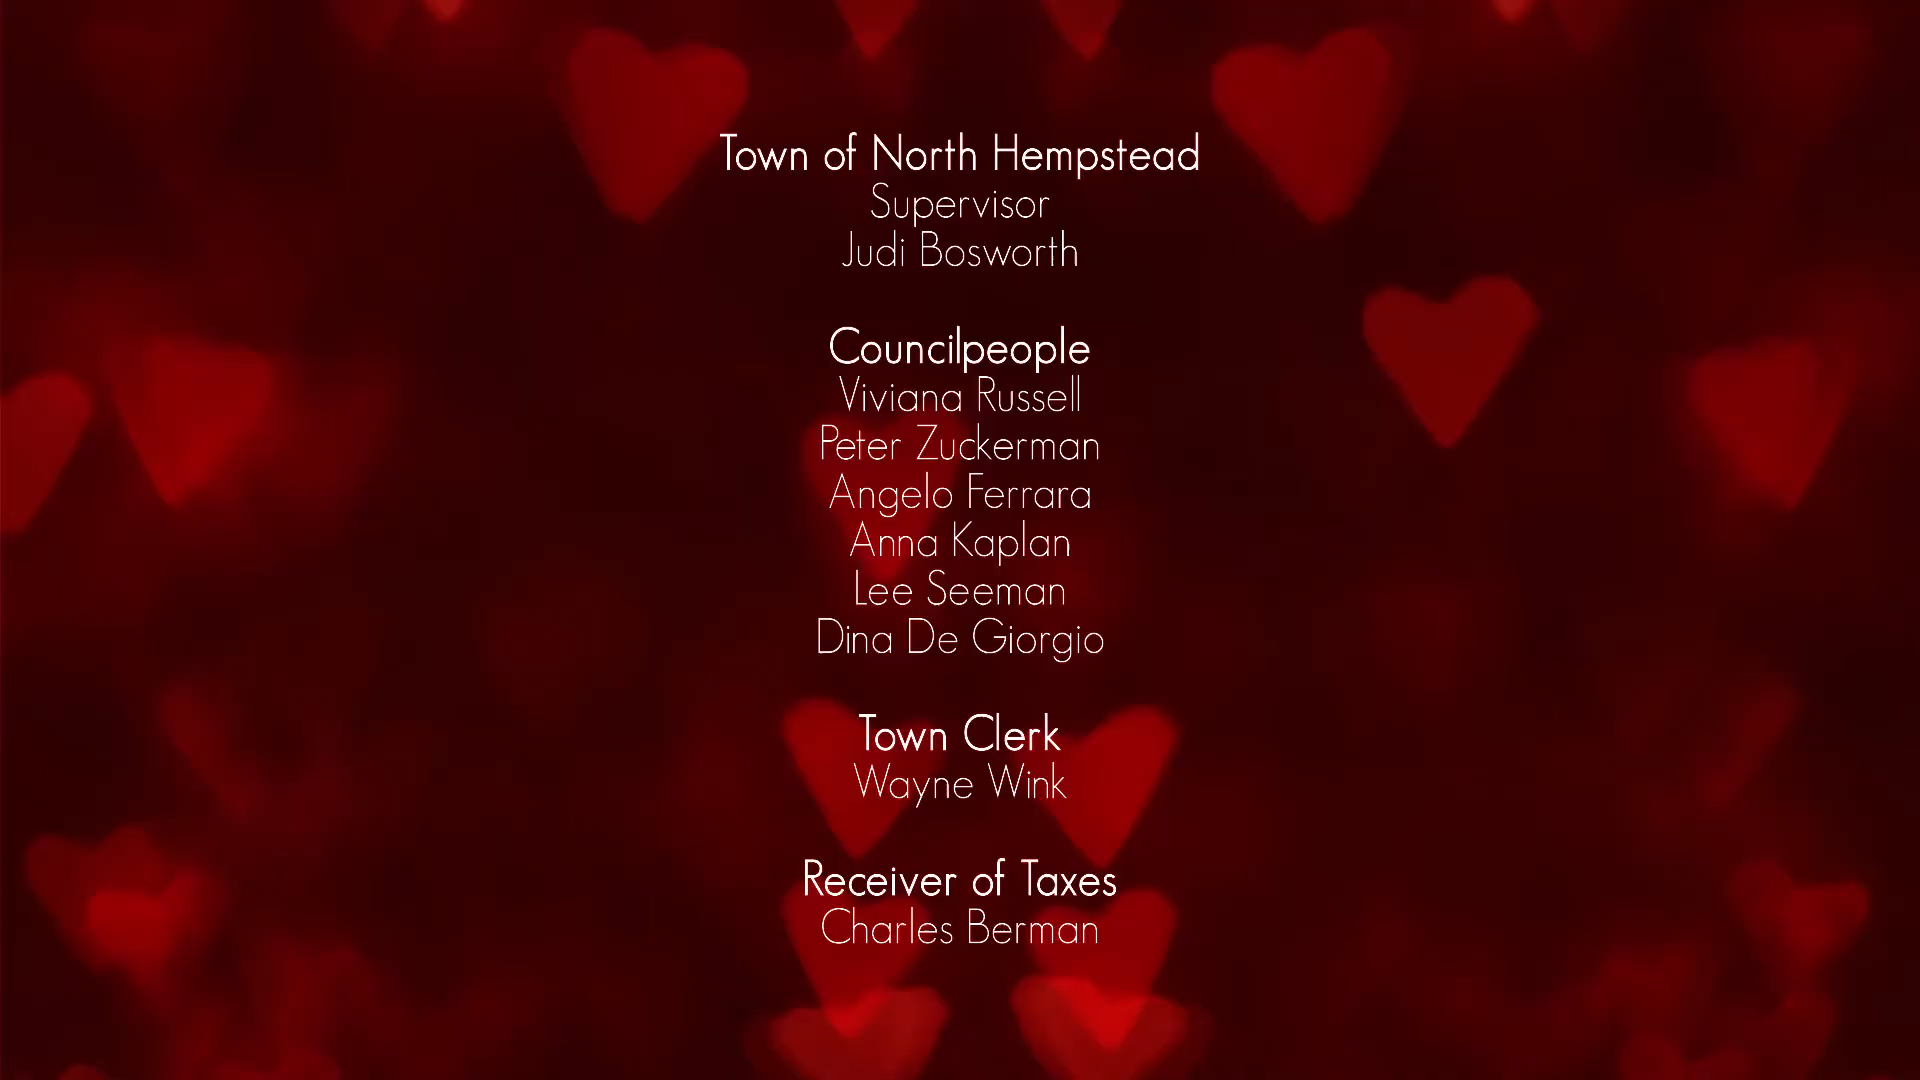 Town of North Hempstead
Supervisor
Judi Bosworth
Councilpeople
Viviana Russell
Peter Zuckerman
Angelo Ferrara
Anna Kaplan
Lee Seeman
Dina De Giorgio
Town Clerk
Wayne Wink
Receiver of Taxes
Charles Berman